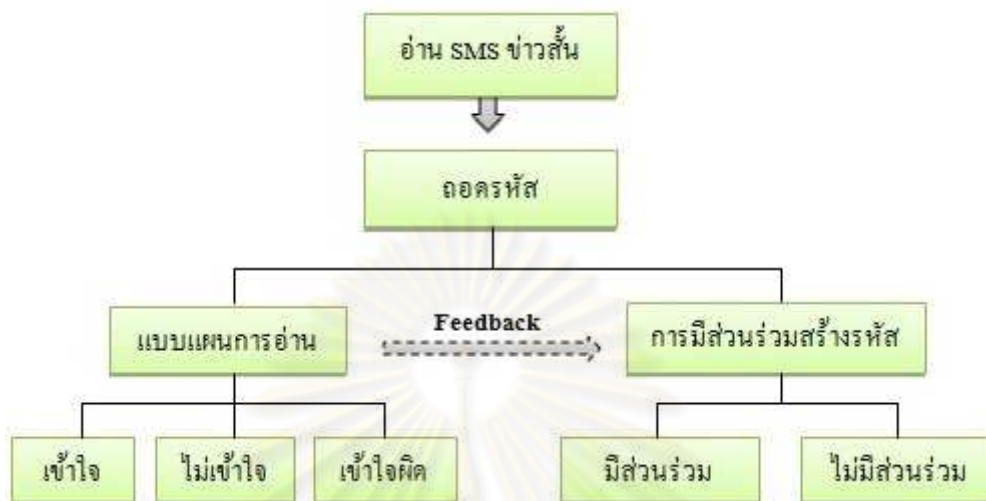 อ่าน SMS ข่าวสั้น
ถอดรหัส
Feedback
แบบแผนการอ่าน
การมีส่วนร่วมสร้างรหัส
เข้าใจ
ไม่เข้าใจ
เข้าใจผิด
มีส่วนร่วม
ไม่มีส่วนร่วม